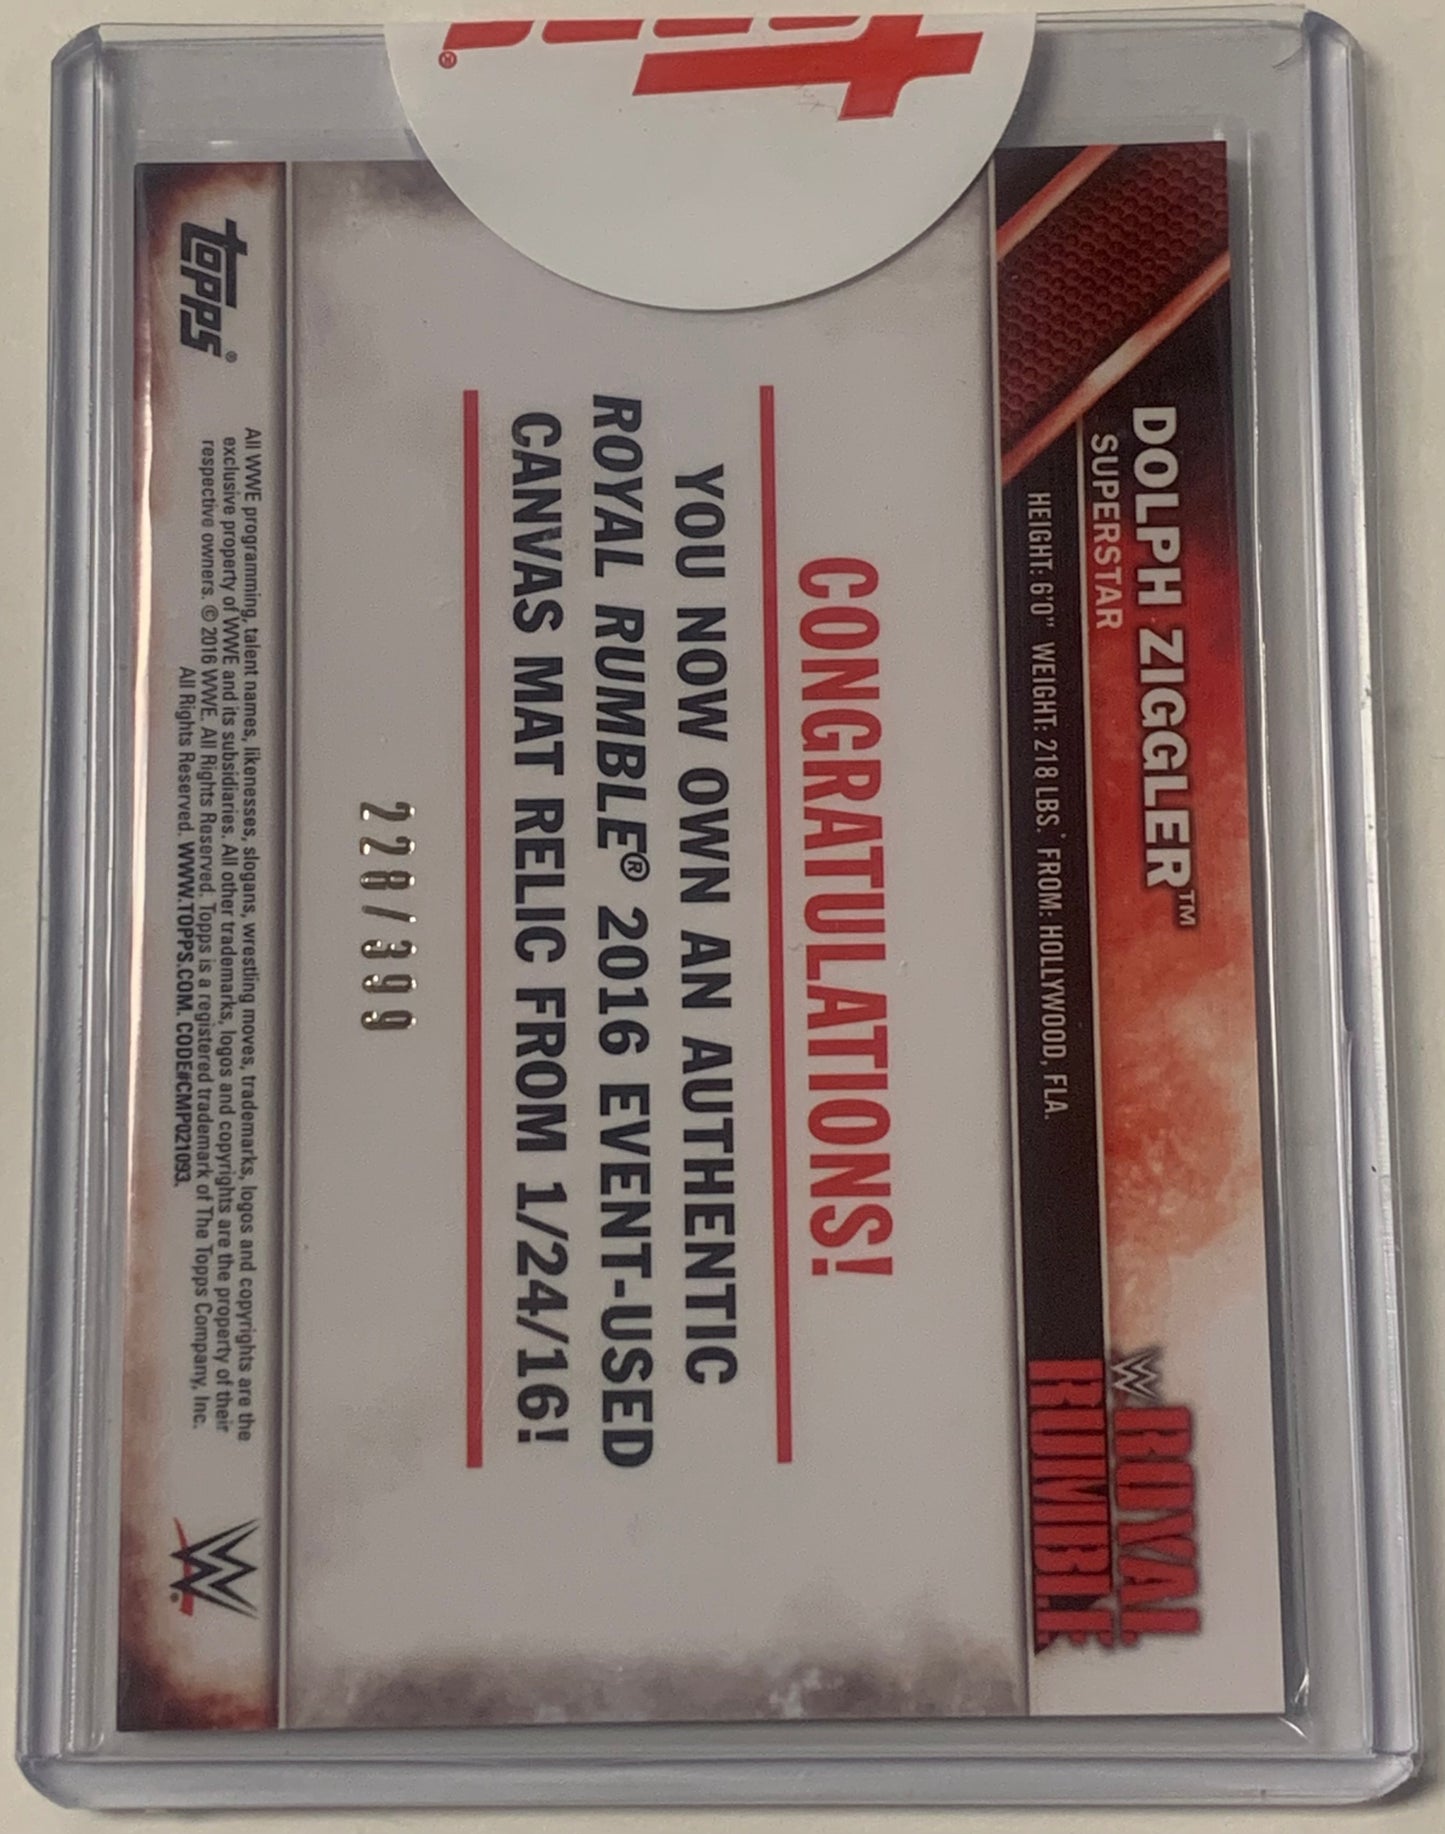 DOLPH ZIGGLER™
SUPERSTAR
HEIGHT: 6'0" WEIGHT: 218 LBS. FROM: HOLLYWOOD, FLA.
W ROYAL
RUMBLE
CONGRATULATIONS!
YOU NOW OWN AN AUTHENTIC
ROYAL RUMBLE® 2016 EVENT-USED
CANVAS MAT RELIC FROM 1/24/16!
228/399
topps®
All WWE programming, talent names, likenesses, slogans, wrestling moves, trademarks, logos and copyrights are the
exclusive property of WWE and its subsidiaries. All other trademarks, logos and copyrights are the property of their
respective owners. © 2016 WWE. All Rights Reserved. Topps is a registered trademark of The Topps Company, Inc.
All Rights Reserved. WWW.TOPPS.COM. CODE#CMP021093.
W®